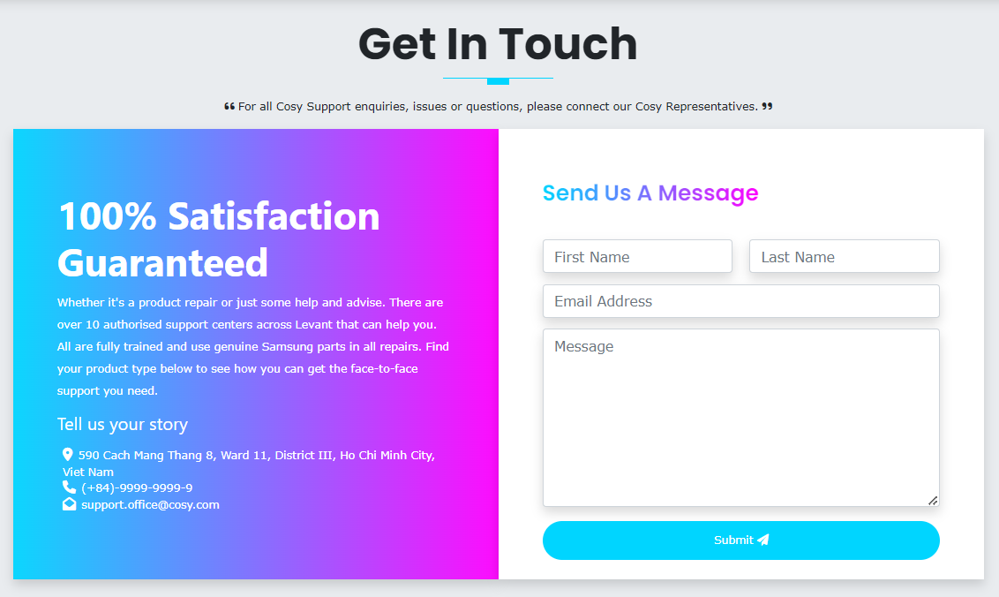 Get In Touch
❝ For all Cosy Support enquiries, issues or questions, please connect our Cosy Representatives. ❞
100% Satisfaction
Guaranteed
Whether it's a product repair or just some help and advise. There are
over 10 authorised support centers across Levant that can help you.
All are fully trained and use genuine Samsung parts in all repairs. Find
your product type below to see how you can get the face-to-face
support you need.
Tell us your story
590 Cach Mang Thang 8, Ward 11, District III, Ho Chi Minh City,
Viet Nam
(+84)-9999-9999-9
support.office@cosy.com
Send Us A Message
First Name
Last Name
Email Address
Message
Submit